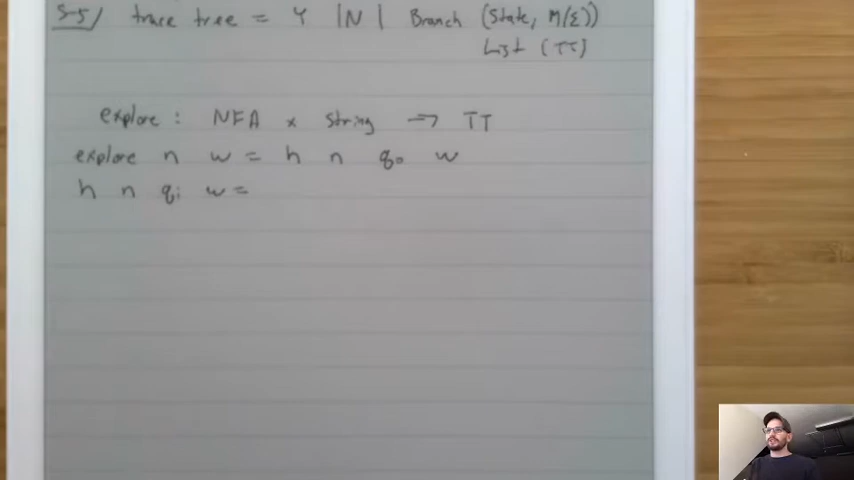 5-5/ trace tree = Y |N| Branch (State, M/Σ))
List (TT)
explore : NFA x string → TT
explore n w = h n q₀ w
h n qᵢ w =